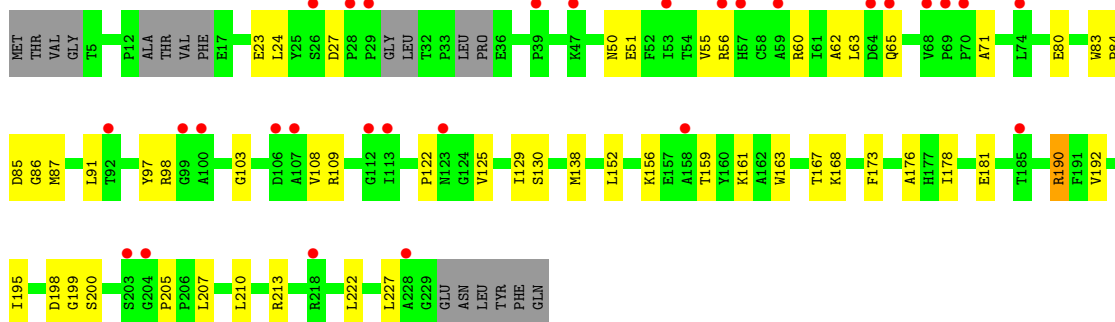 MET THR VAL GLY T5 P12 ALA THR VAL PHE E17 E23 L24 Y25 S26 D27 P28 P29 GLY LEU T32 P33 LEU PRO E36 P39 K47 N50 E51 F52 I53 T54 V55 R56 H57 C58 A59 R60 I61 A62 L63 D64 Q65 V68 P69 P70 A71 L74 E80 W83
D85 G86 M87 L91 T92 Y97 R98 G99 A100 G103 D106 A107 V108 R109 G112 I113 P122 N123 G124 V125 I129 S130 M138 L152 K156 E157 A158 T159 Y160 K161 A162 W163 T167 K168 F173 A176 H177 I178 E181 T185 R190 F191 V192
I195 D198 G199 S200 S203 G204 P205 P206 L207 L210 R213 R218 L222 L227 A228 G229 GLU ASN LEU TYR PHE GLN